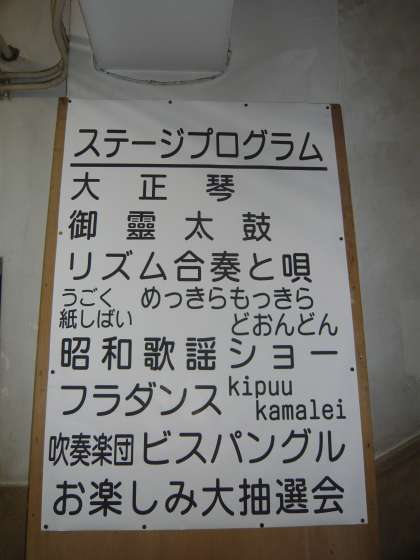 ステージプログラム
大正琴
御靈太鼓
リズム合奏と唄
うごく紙しばい めっきらもっきらどおんどん
昭和歌謡ショー
フラダンス kipuu kamalei
吹奏楽団ビスパングル
お楽しみ大抽選会